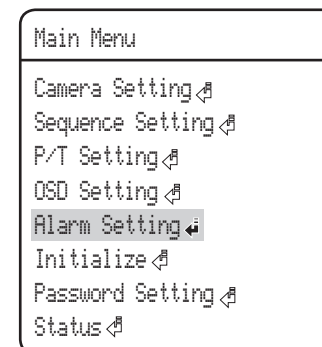 Main Menu
Camera Setting
Sequence Setting
P/T Setting
OSD Setting
Alarm Setting
Initialize
Password Setting
Status